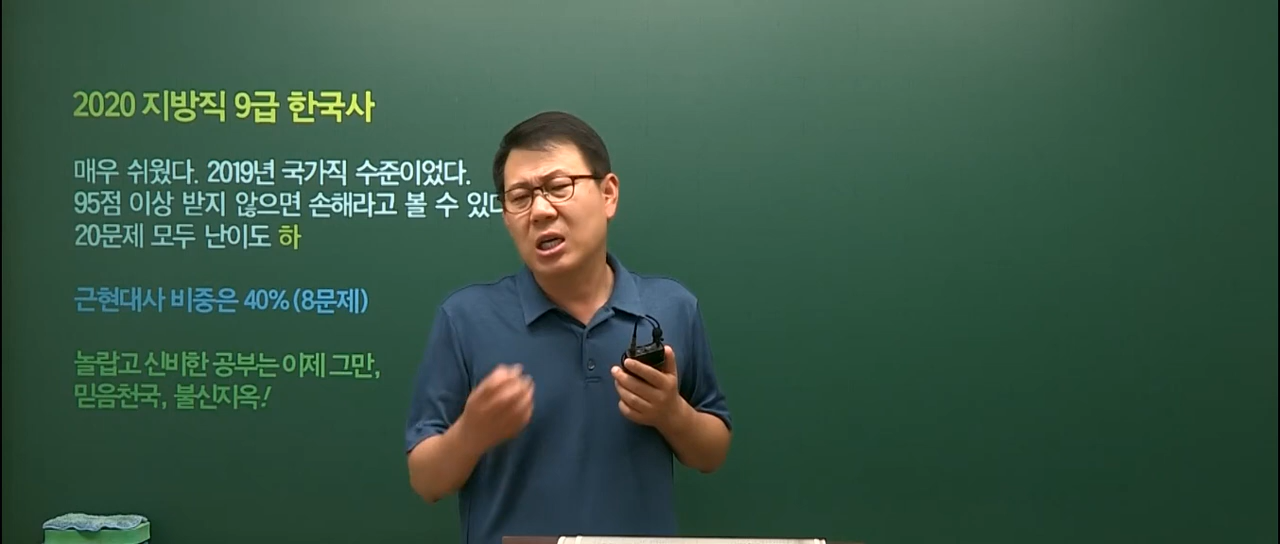 2020 지방직 9급 한국사
매우 쉬웠다. 2019년 국가직 수준이었다.
95점 이상 받지 않으면 손해라고 볼 수 있다
20문제 모두 난이도 하
근현대사 비중은 40% (8문제)
놀랍고 신비한 공부는 이제 그만,
믿음천국, 불신지옥!